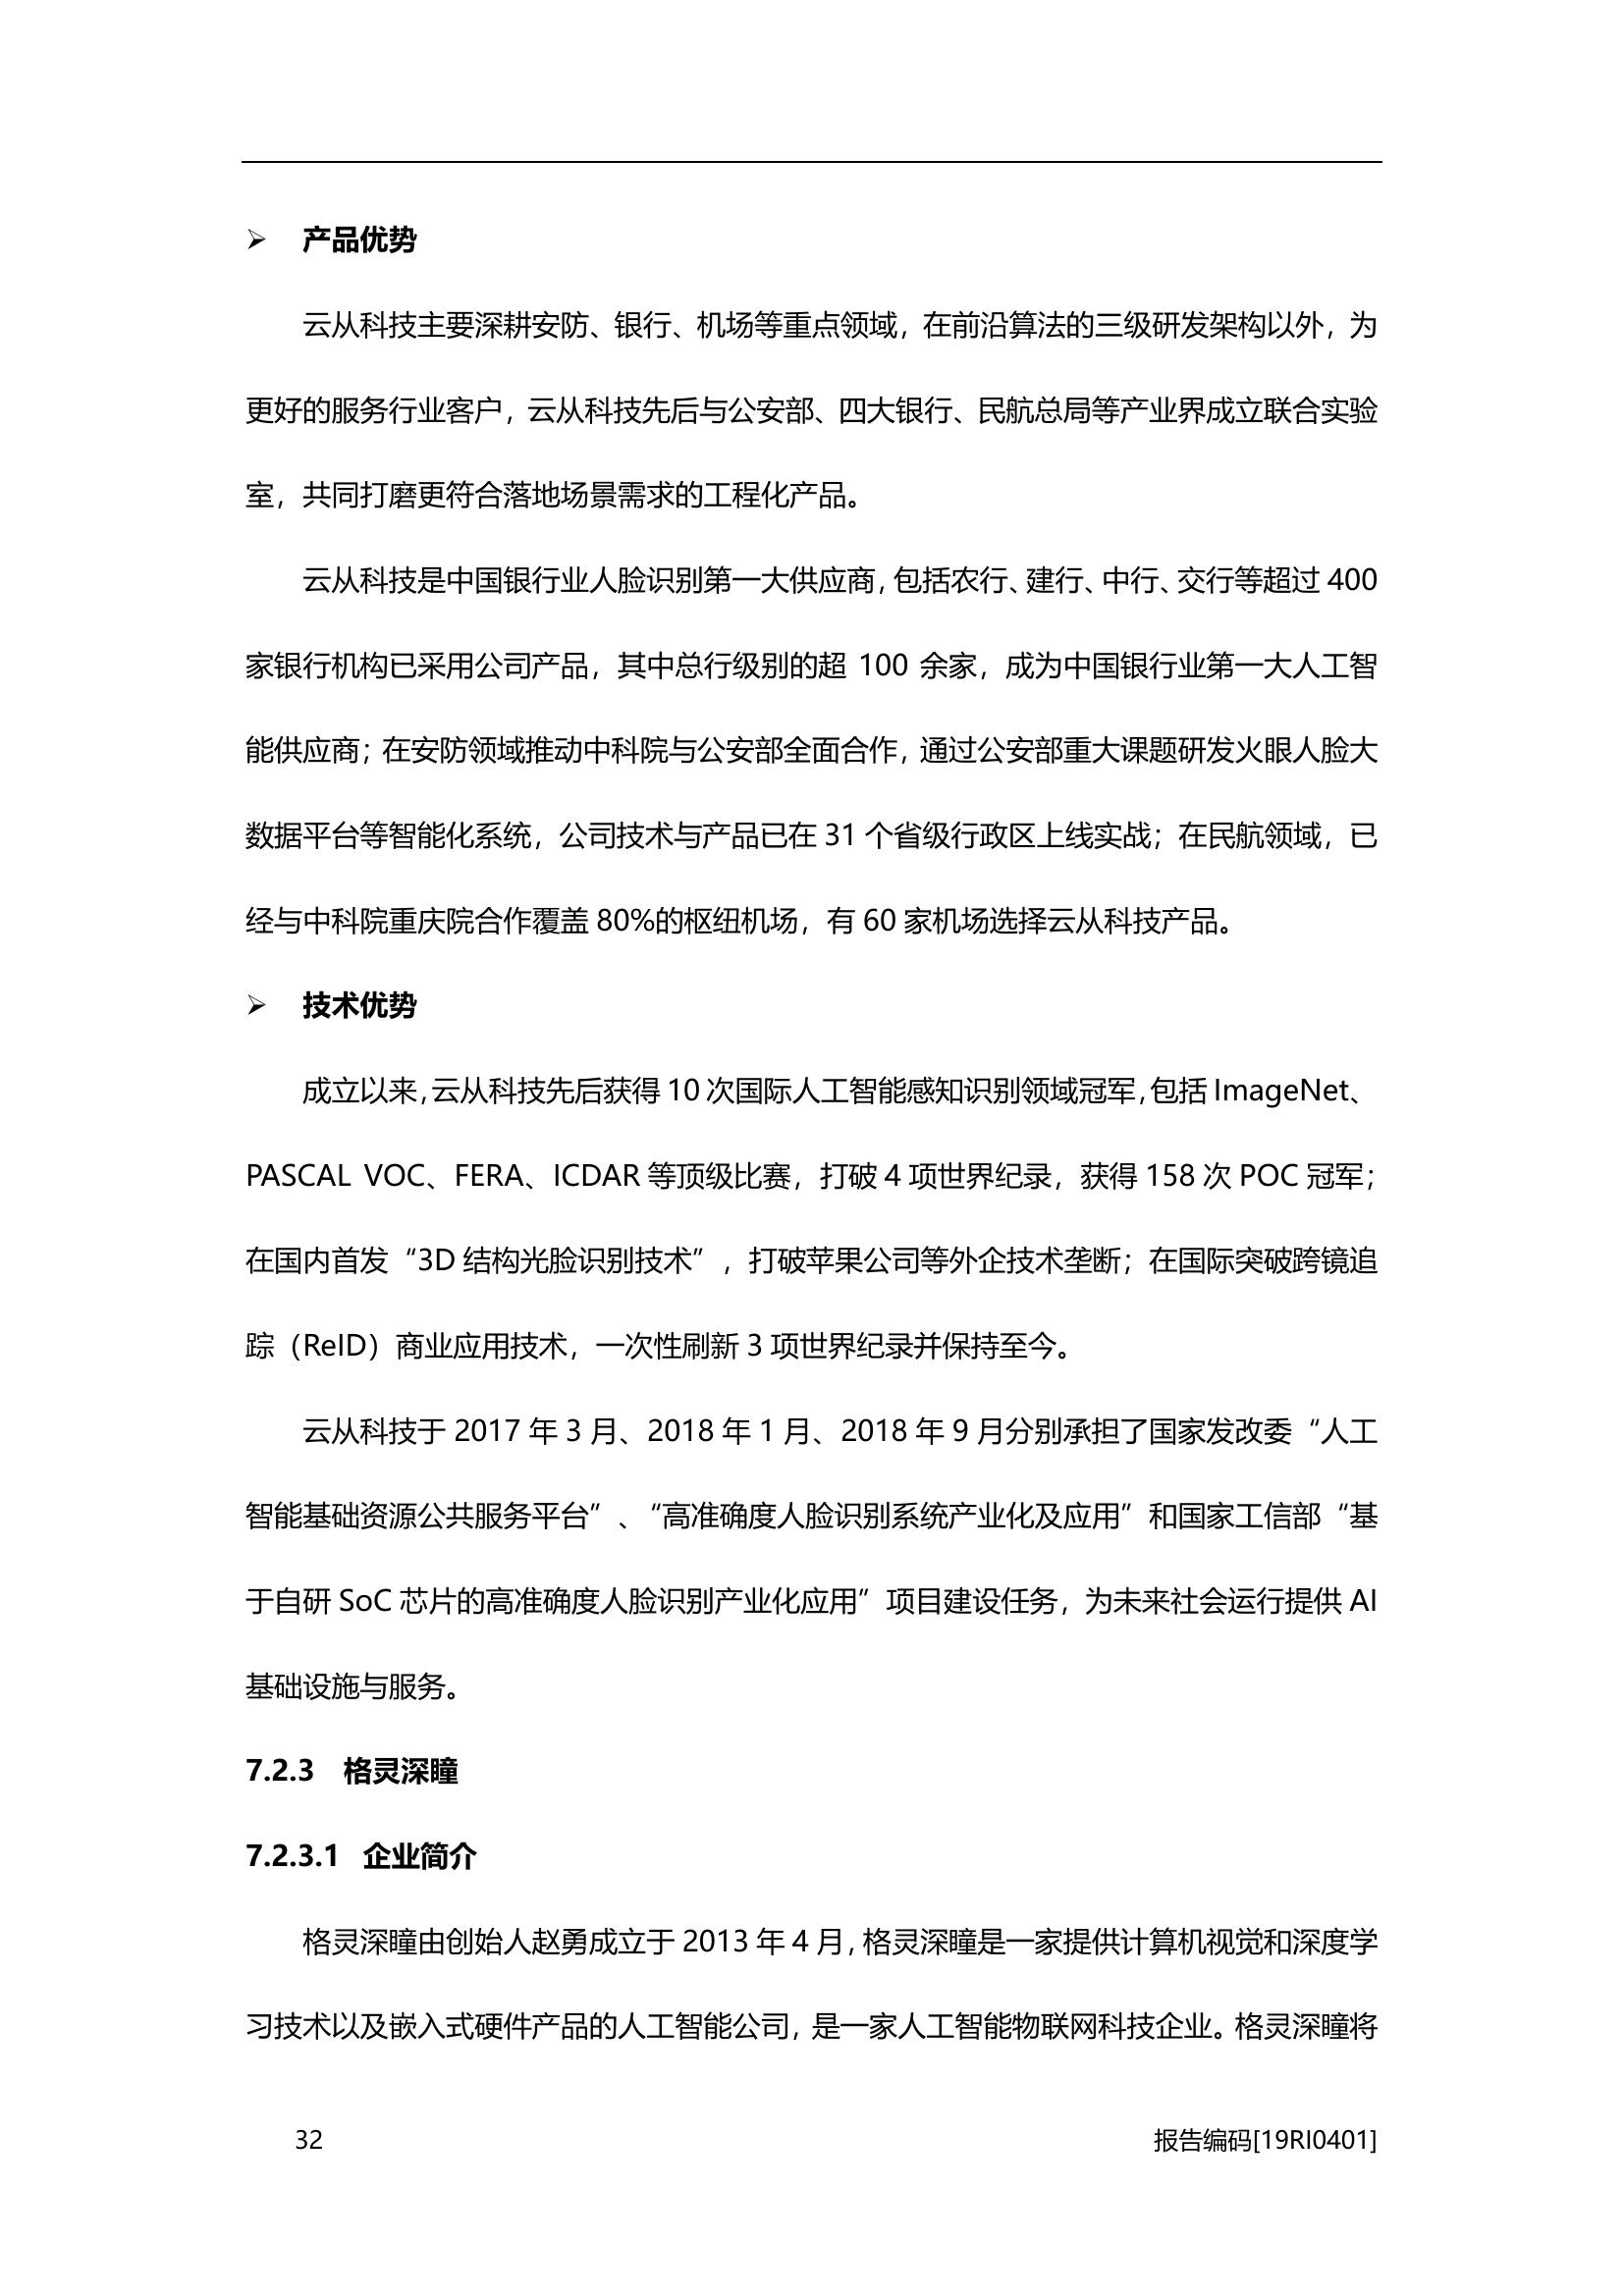 ➢ 产品优势
云从科技主要深耕安防、银行、机场等重点领域，在前沿算法的三级研发架构以外，为
更好的服务行业客户，云从科技先后与公安部、四大银行、民航总局等产业界成立联合实验
室，共同打磨更符合落地场景需求的工程化产品。
云从科技是中国银行业人脸识别第一大供应商，包括农行、建行、中行、交行等超过 400
家银行机构已采用公司产品，其中总行级别的超 100 余家，成为中国银行业第一大人工智
能供应商；在安防领域推动中科院与公安部全面合作，通过公安部重大课题研发火眼人脸大
数据平台等智能化系统，公司技术与产品已在 31 个省级行政区上线实战；在民航领域，已
经与中科院重庆院合作覆盖 80%的枢纽机场，有 60 家机场选择云从科技产品。
➢ 技术优势
成立以来，云从科技先后获得 10 次国际人工智能感知识别领域冠军，包括 ImageNet、
PASCAL VOC、FERA、ICDAR 等顶级比赛，打破 4 项世界纪录，获得 158 次 POC 冠军；
在国内首发“3D 结构光脸识别技术”，打破苹果公司等外企技术垄断；在国际突破跨镜追
踪（ReID）商业应用技术，一次性刷新 3 项世界纪录并保持至今。
云从科技于 2017 年 3 月、2018 年 1 月、2018 年 9 月分别承担了国家发改委“人工
智能基础资源公共服务平台”、“高准确度人脸识别系统产业化及应用”和国家工信部“基
于自研 SoC 芯片的高准确度人脸识别产业化应用”项目建设任务，为未来社会运行提供 AI
基础设施与服务。
7.2.3 格灵深瞳
7.2.3.1 企业简介
格灵深瞳由创始人赵勇成立于 2013 年 4 月，格灵深瞳是一家提供计算机视觉和深度学
习技术以及嵌入式硬件产品的人工智能公司，是一家人工智能物联网科技企业。格灵深瞳将
32 报告编码[19RI0401]